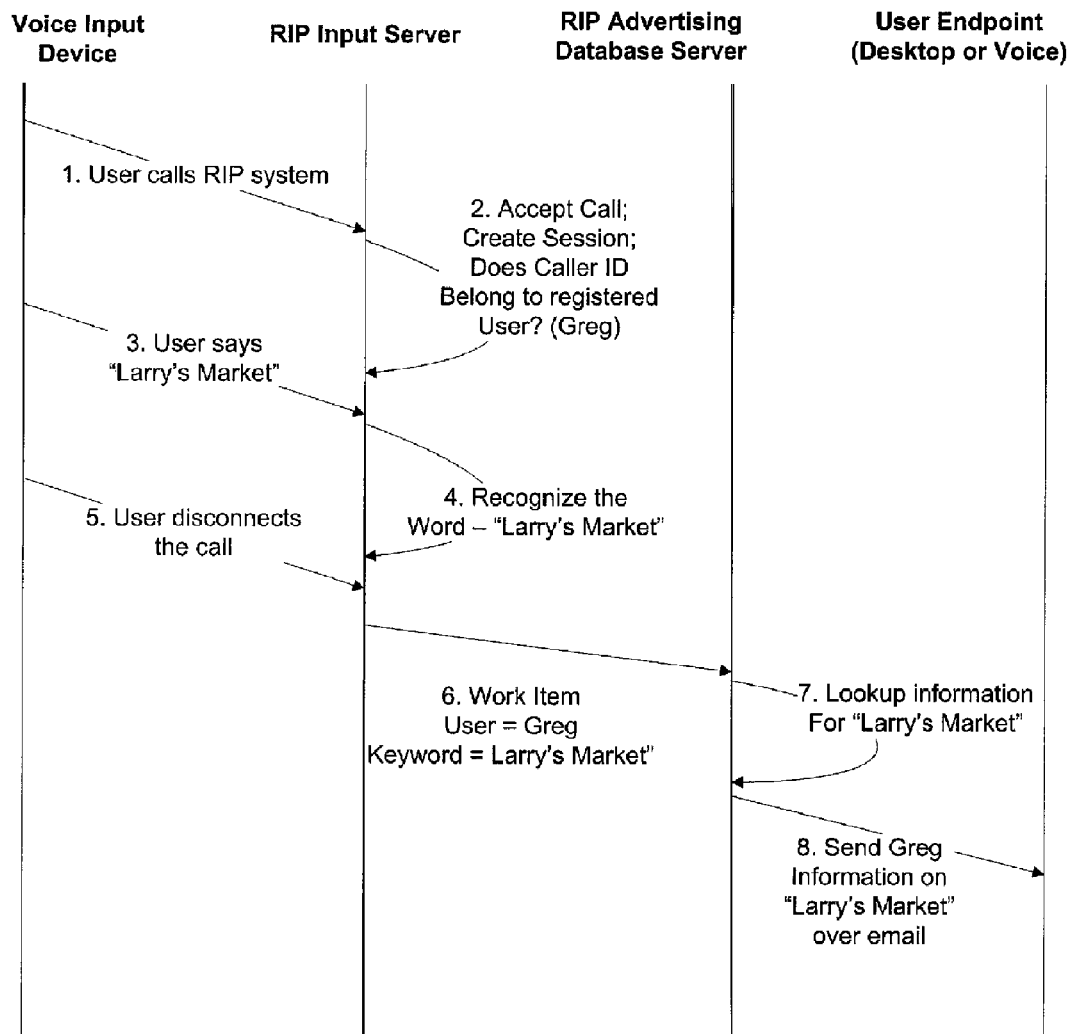 Voice Input
Device
RIP Input Server
RIP Advertising
Database Server
User Endpoint
(Desktop or Voice)
1. User calls RIP system
2. Accept Call;
Create Session;
Does Caller ID
Belong to registered
User? (Greg)
3. User says
“Larry’s Market”
4. Recognize the
Word – “Larry’s Market”
5. User disconnects
the call
6. Work Item
User = Greg
Keyword = Larry’s Market”
7. Lookup information
For “Larry’s Market”
8. Send Greg
Information on
“Larry’s Market”
over email